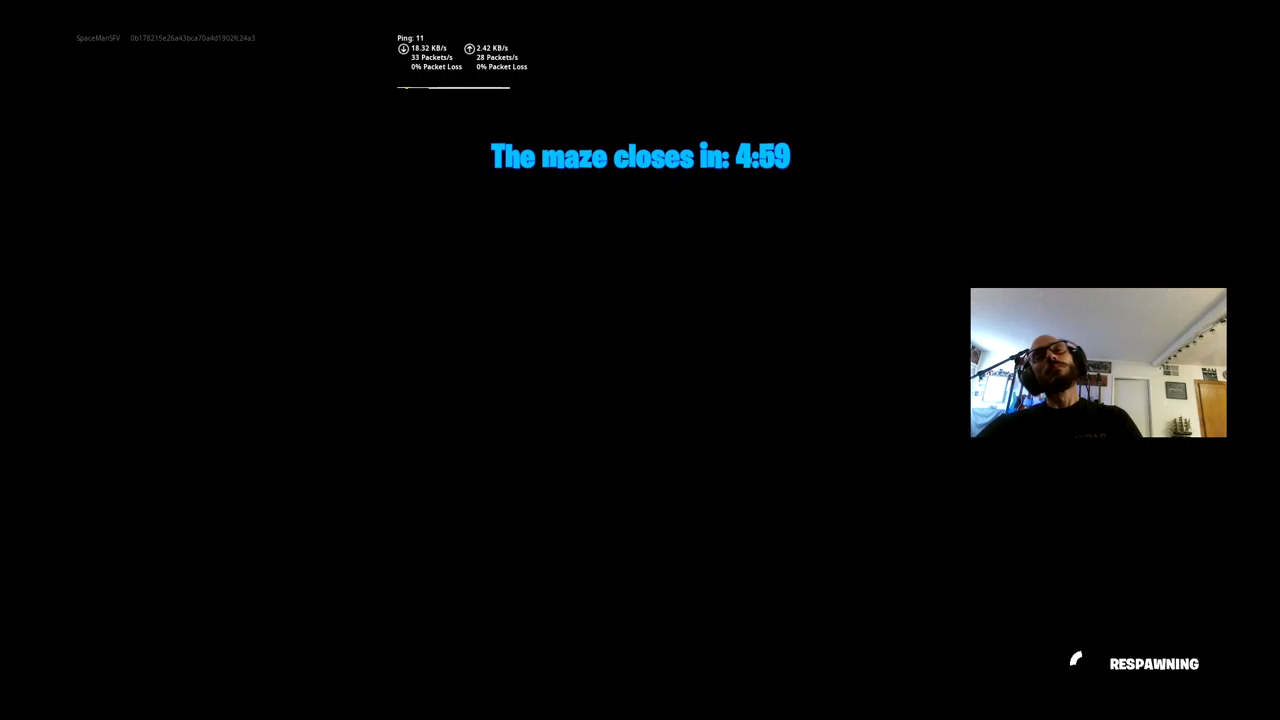 SpaceManSFV 0b178215e26a43bca70a4d1902fc24a3
Ping: 11
18.32 KB/s 2.42 KB/s
33 Packets/s 28 Packets/s
0% Packet Loss 0% Packet Loss
The maze closes in: 4:59
RESPAWNING